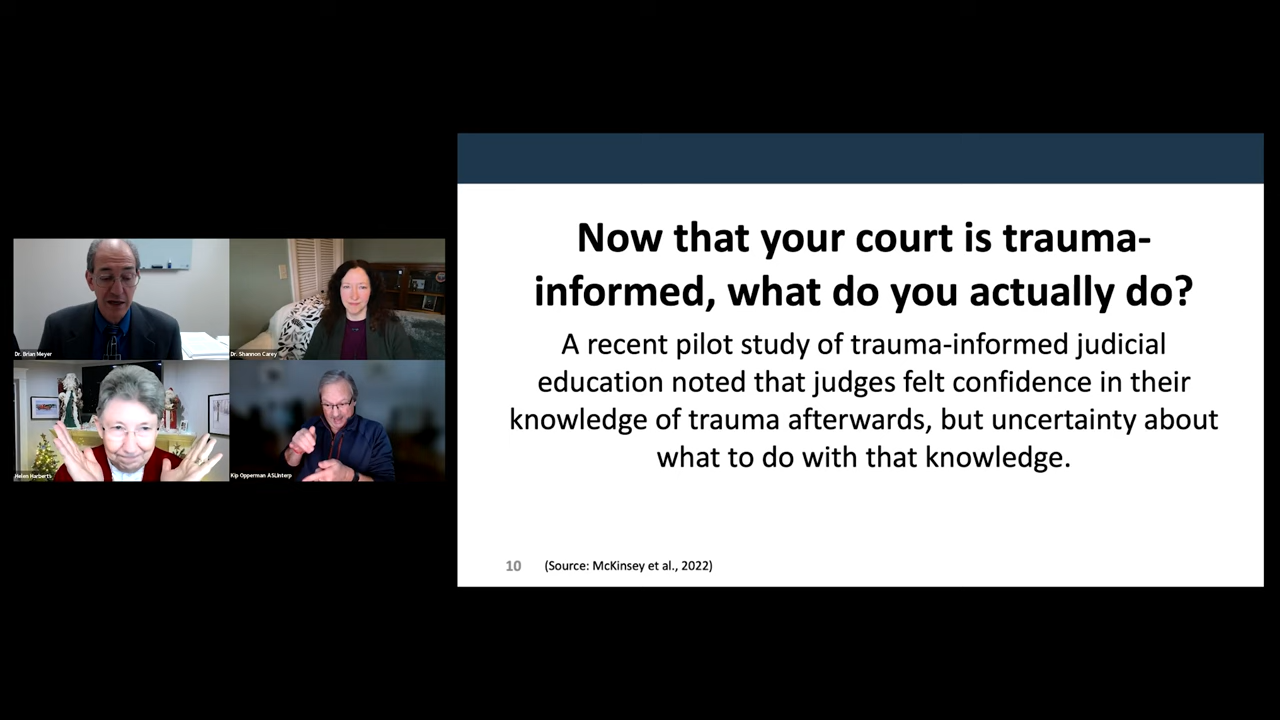 Dr. Brian Meyer
Dr. Shannon Carey
Helen Harberts
Kip Opperman ASLInterp
Now that your court is trauma-
informed, what do you actually do?
A recent pilot study of trauma-informed judicial
education noted that judges felt confidence in their
knowledge of trauma afterwards, but uncertainty about
what to do with that knowledge.
10 (Source: McKinsey et al., 2022)